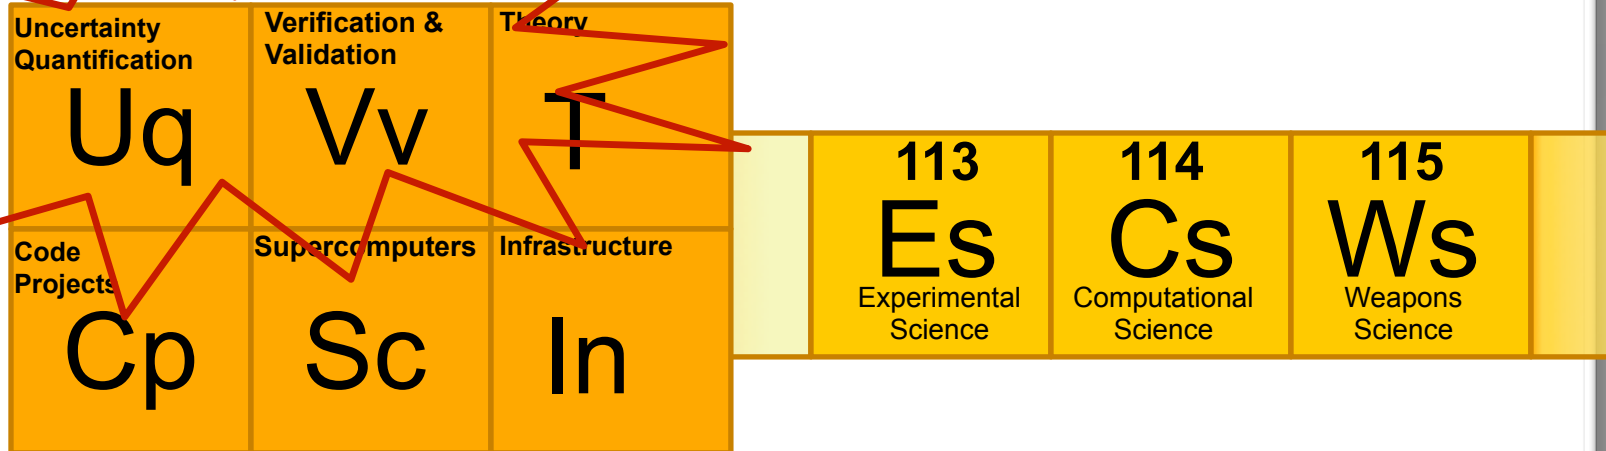 Uncertainty
Quantification
Uq
Verification &
Validation
Vv
Theory
T
Code
Projects
Cp
Supercomputers
Sc
Infrastructure
In
113
Es
Experimental
Science
114
Cs
Computational
Science
115
Ws
Weapons
Science